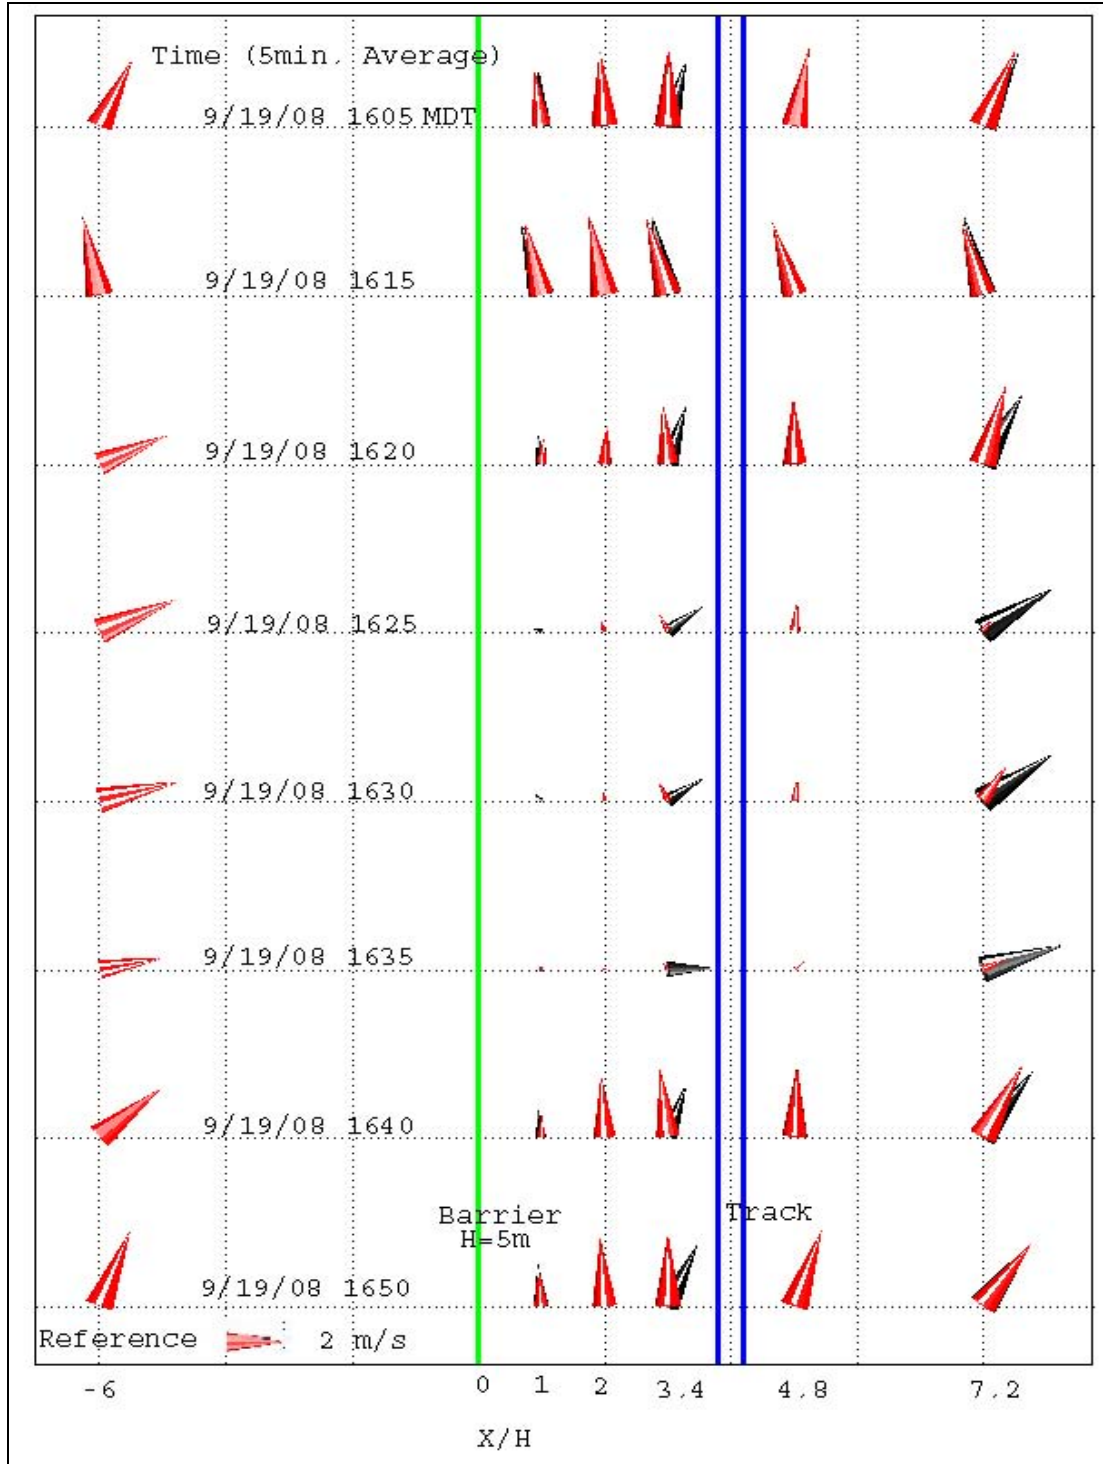 Time (5min. Average)
9/19/08 1605 MDT
9/19/08 1615
9/19/08 1620
9/19/08 1625
9/19/08 1630
9/19/08 1635
9/19/08 1640
Barrier
H=5m
Track
9/19/08 1650
Reference 2 m/s
-6 0 1 2 3.4 4.8 7.2
X/H